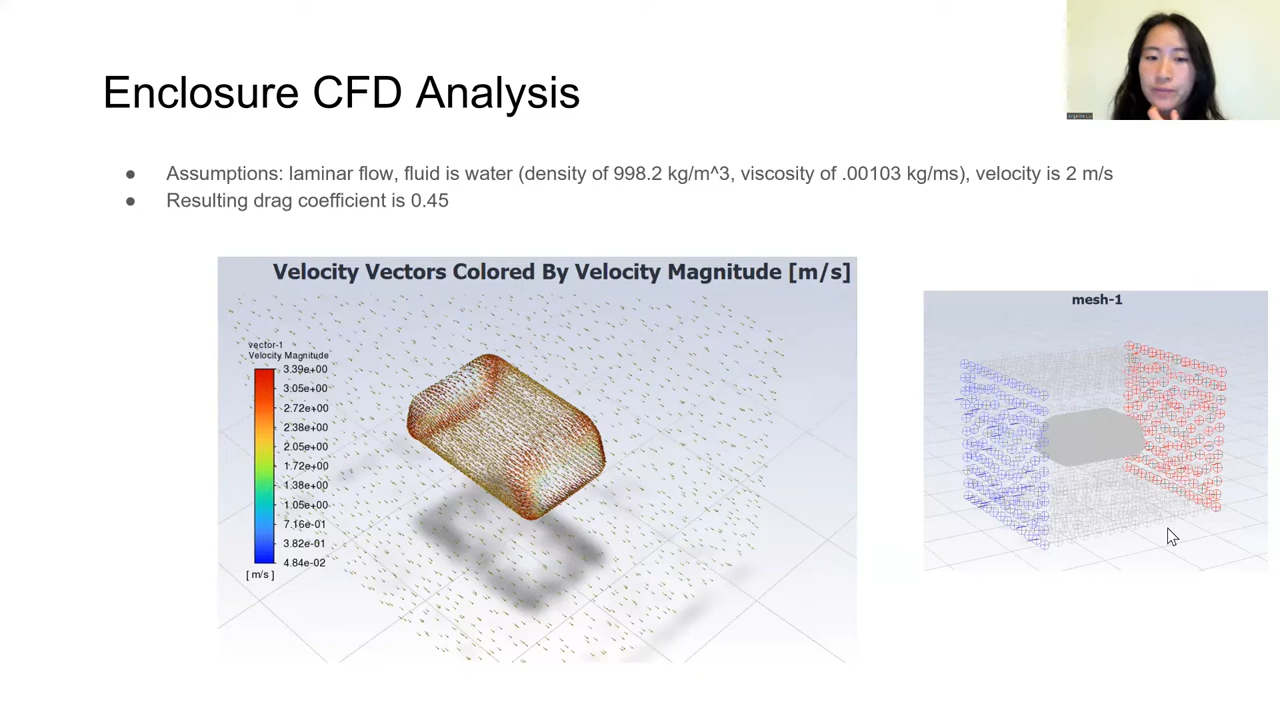 Enclosure CFD Analysis
● Assumptions: laminar flow, fluid is water (density of 998.2 kg/m^3, viscosity of .00103 kg/ms), velocity is 2 m/s
● Resulting drag coefficient is 0.45
Velocity Vectors Colored By Velocity Magnitude [m/s]
vector-1
Velocity Magnitude
3.39e+00
3.05e+00
2.72e+00
2.38e+00
2.05e+00
1.72e+00
1.38e+00
1.05e+00
7.16e-01
3.82e-01
4.84e-02
[ m/s ]
mesh-1